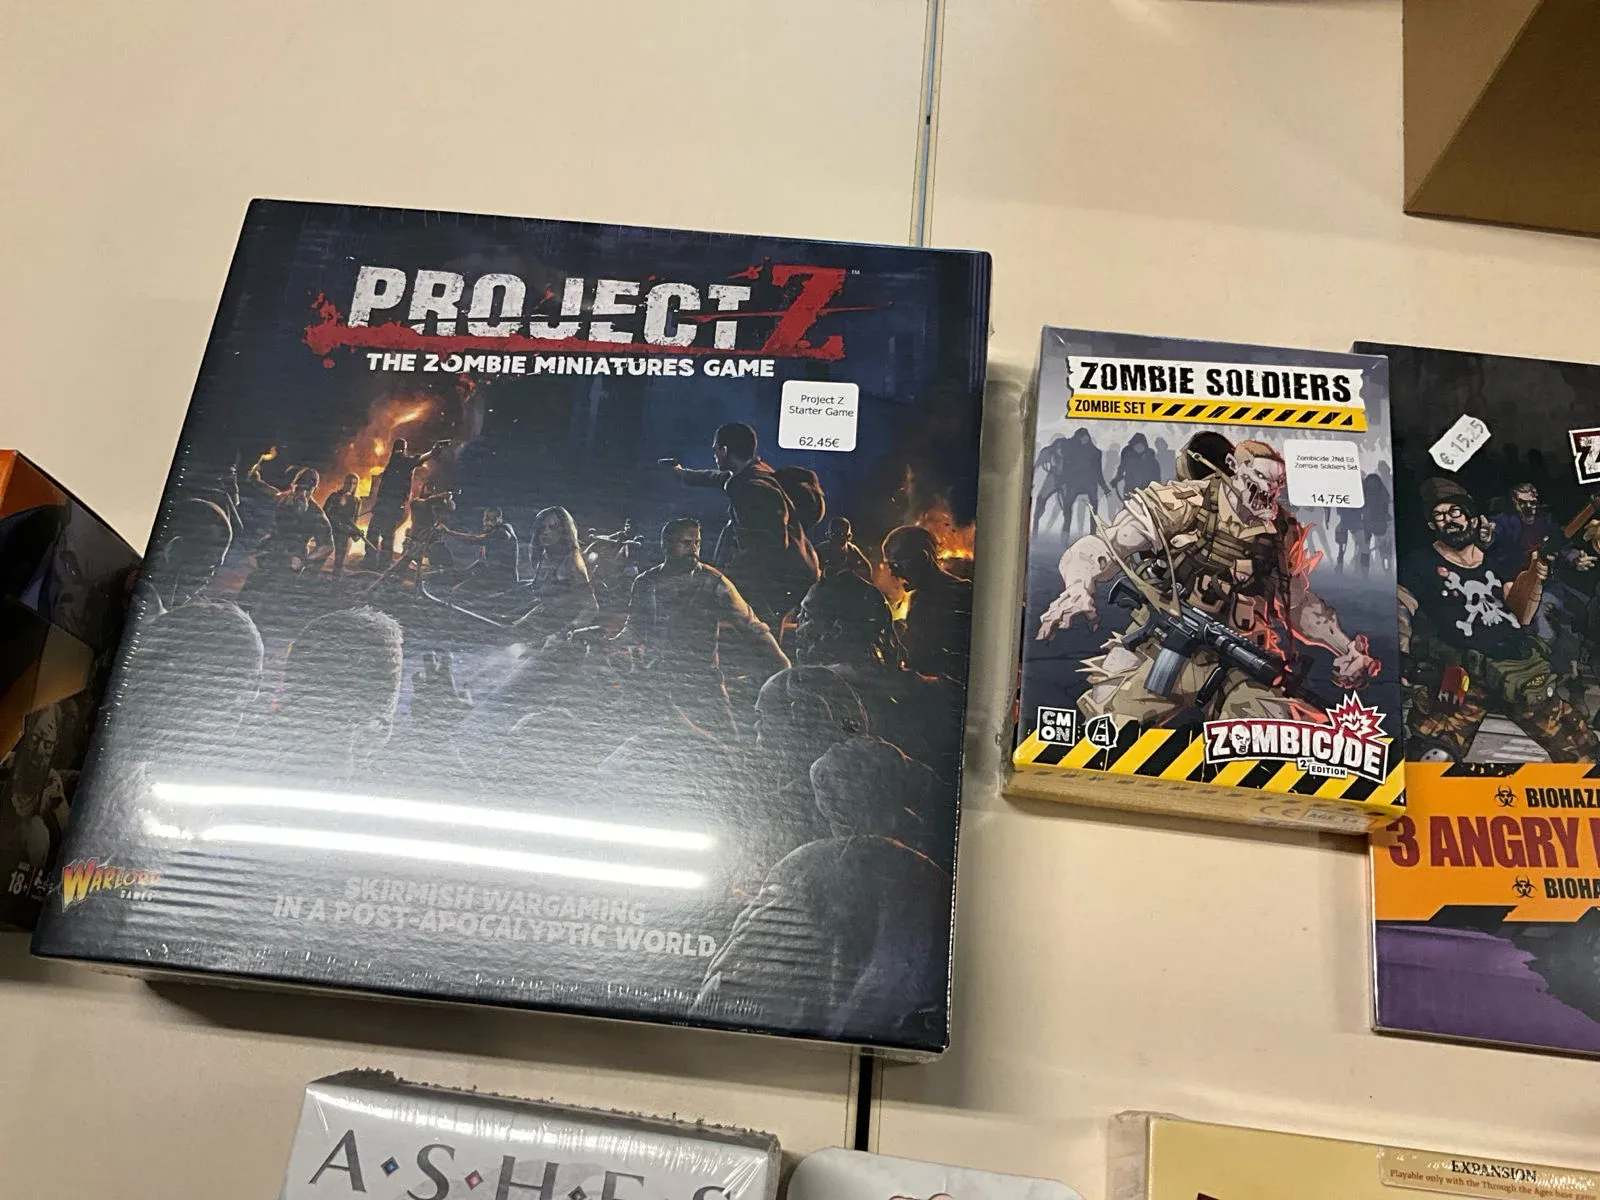 PROJECT Z™
THE ZOMBIE MINIATURES GAME
Project Z
Starter Game
62,45€
WARLORD
GAMES
SKIRMISH WARGAMING
IN A POST-APOCALYPTIC WORLD
18+
ZOMBIE SOLDIERS
ZOMBIE SET
Zombicide 2Nd Ed
Zombie Soldiers Set
14,75€
CMON
ZOMBICIDE
2ND EDITION
€ 15.25
Z
BIOHAZ
3 ANGRY
BIOHA
ASHES
EXPANSION
Playable only with the Through the Ages base game